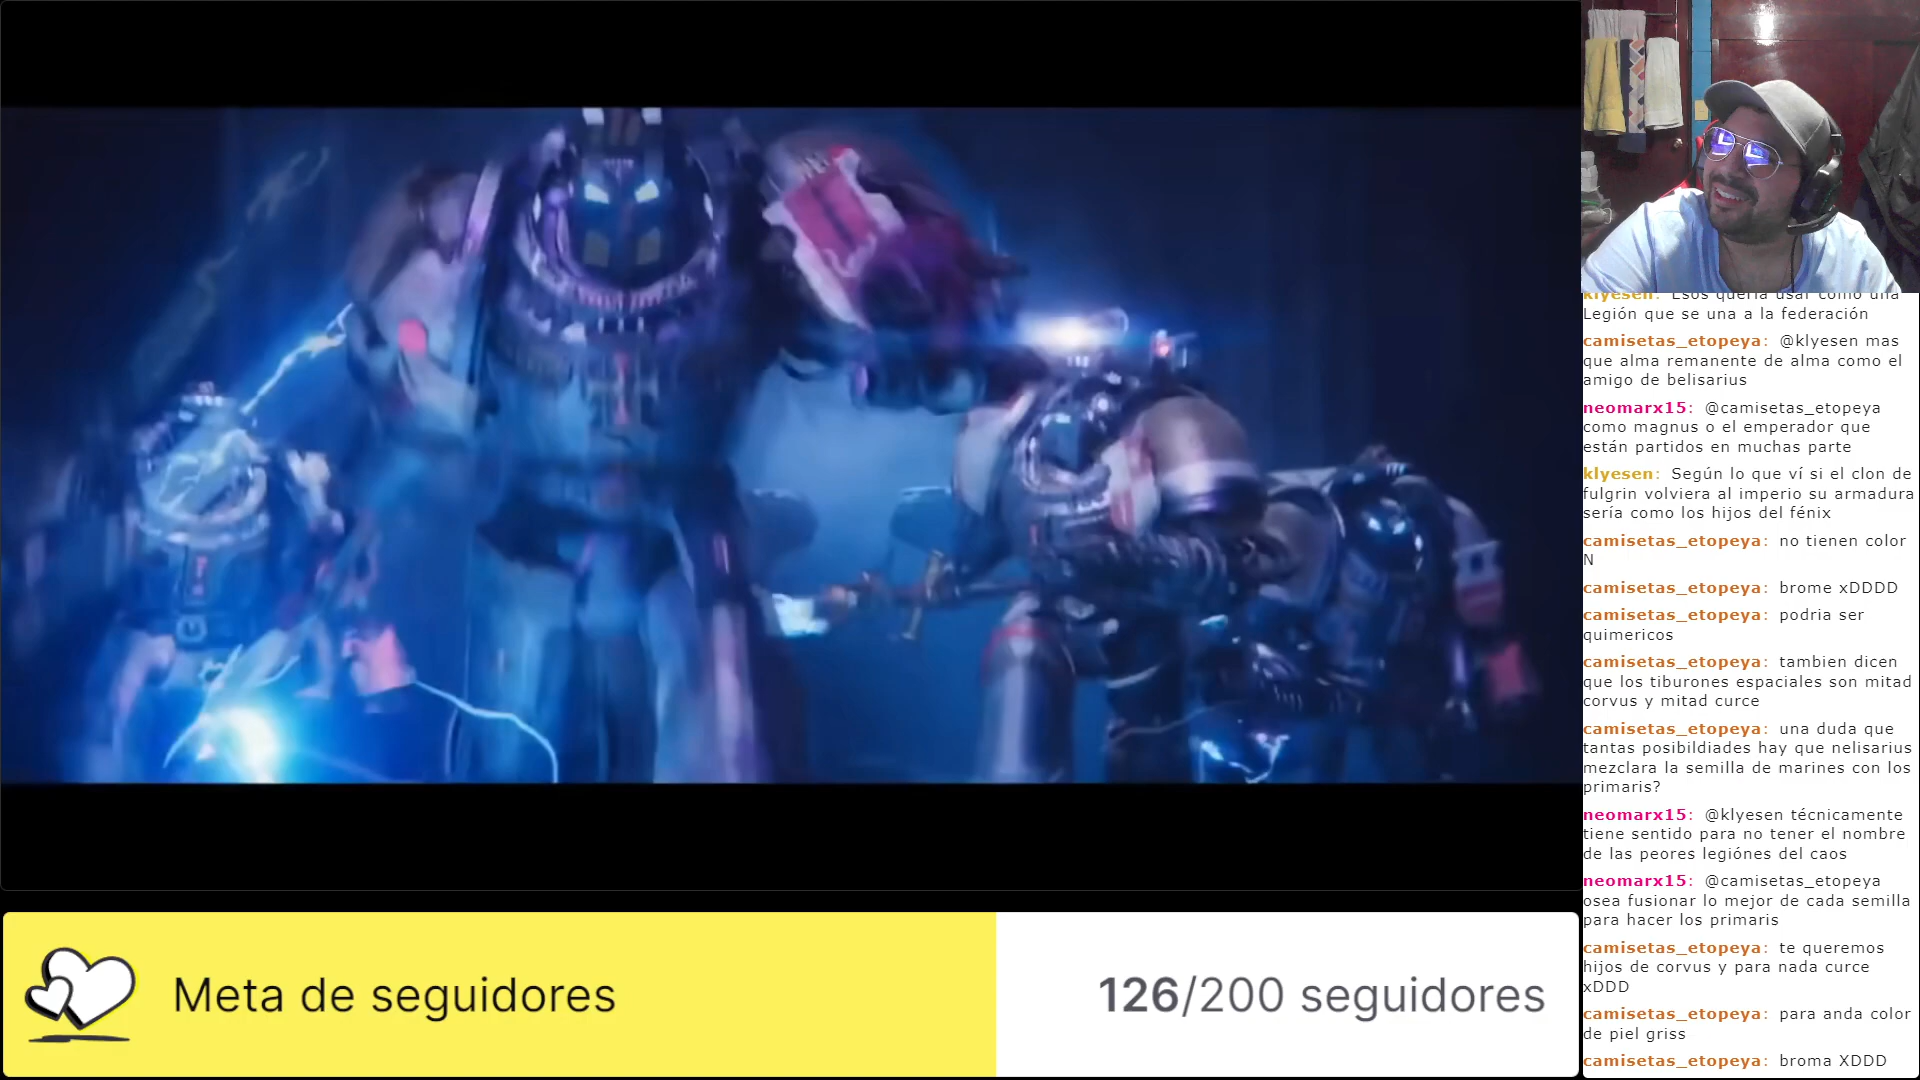 klyesen: Esos quería usar como una
Legión que se una a la federación
camisetas_etopeya: @klyesen mas
que alma remanente de alma como el
amigo de belisarius
neomarx15: @camisetas_etopeya
como magnus o el emperador que
están partidos en muchas parte
klyesen: Según lo que ví si el clon de
fulgrin volviera al imperio su armadura
sería como los hijos del fénix
camisetas_etopeya: no tienen color
N
camisetas_etopeya: brome xDDDD
camisetas_etopeya: podria ser
quimericos
camisetas_etopeya: tambien dicen
que los tiburones espaciales son mitad
corvus y mitad curce
camisetas_etopeya: una duda que
tantas posibildiades hay que nelisarius
mezclara la semilla de marines con los
primaris?
neomarx15: @klyesen técnicamente
tiene sentido para no tener el nombre
de las peores legiónes del caos
neomarx15: @camisetas_etopeya
osea fusionar lo mejor de cada semilla
para hacer los primaris
camisetas_etopeya: te queremos
hijos de corvus y para nada curce
xDDD
camisetas_etopeya: para anda color
de piel griss
camisetas_etopeya: broma XDDD
Meta de seguidores
126/200 seguidores